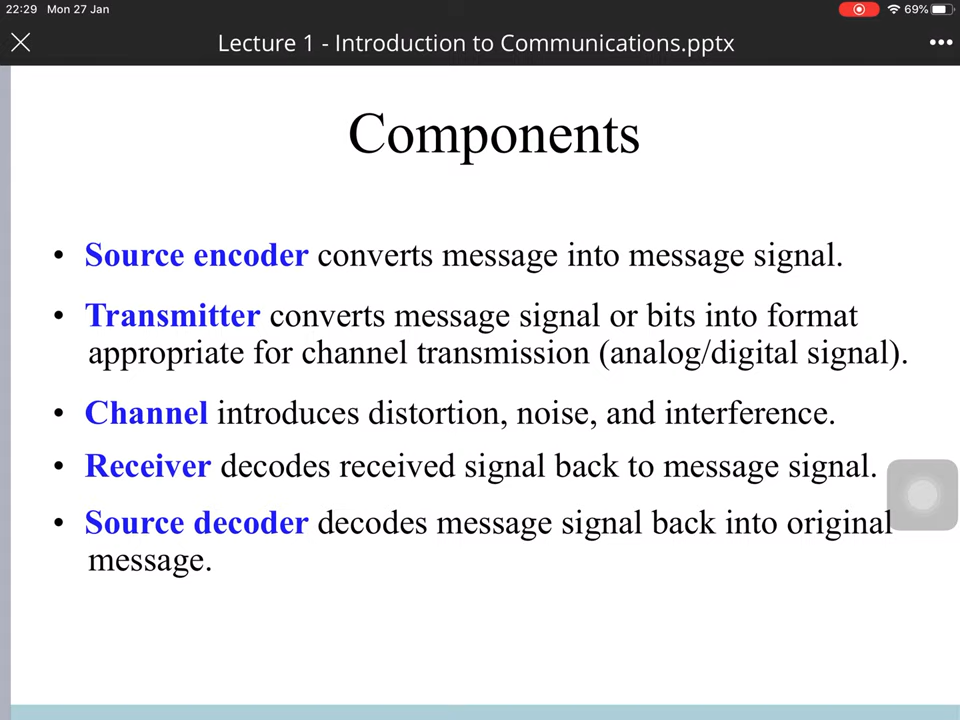 22:29 Mon 27 Jan 69%
Lecture 1 - Introduction to Communications.pptx
Components
• Source encoder converts message into message signal.
• Transmitter converts message signal or bits into format
appropriate for channel transmission (analog/digital signal).
• Channel introduces distortion, noise, and interference.
• Receiver decodes received signal back to message signal.
• Source decoder decodes message signal back into original
message.